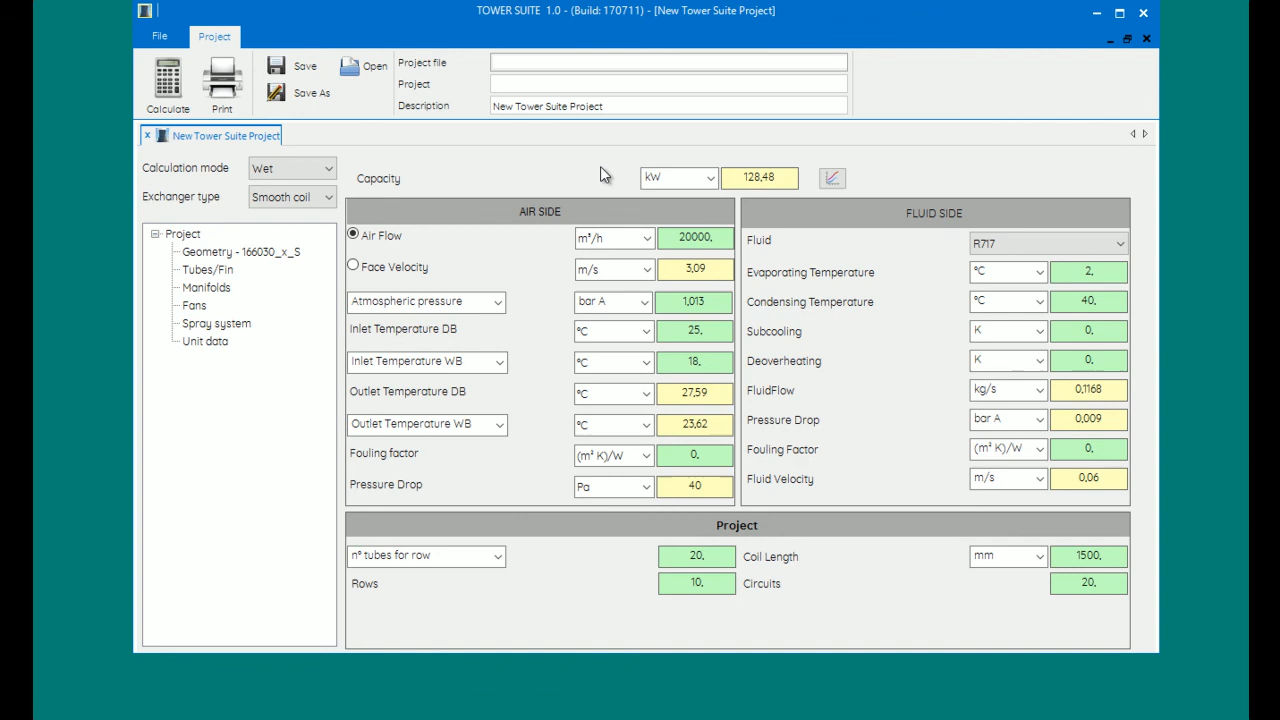 TOWER SUITE 1.0 - (Build: 170711) - [New Tower Suite Project]
File Project
Calculate
Print
Save Open
Save As
Project file
Project
Description New Tower Suite Project
x New Tower Suite Project
Calculation mode Wet
Exchanger type Smooth coil
Project
Geometry - 166030_x_S
Tubes/Fin
Manifolds
Fans
Spray system
Unit data
Capacity kW 128,48
AIR SIDE
Air Flow m³/h 20000,
Face Velocity m/s 3,09
Atmospheric pressure bar A 1,013
Inlet Temperature DB °C 25,
Inlet Temperature WB °C 18,
Outlet Temperature DB °C 27,59
Outlet Temperature WB °C 23,62
Fouling factor (m² K)/W 0,
Pressure Drop Pa 40
FLUID SIDE
Fluid R717
Evaporating Temperature °C 2,
Condensing Temperature °C 40,
Subcooling K 0,
Deoverheating K 0,
FluidFlow kg/s 0,1168
Pressure Drop bar A 0,009
Fouling Factor (m² K)/W 0,
Fluid Velocity m/s 0,06
Project
n° tubes for row 20, Coil Length mm 1500,
Rows 10, Circuits 20,